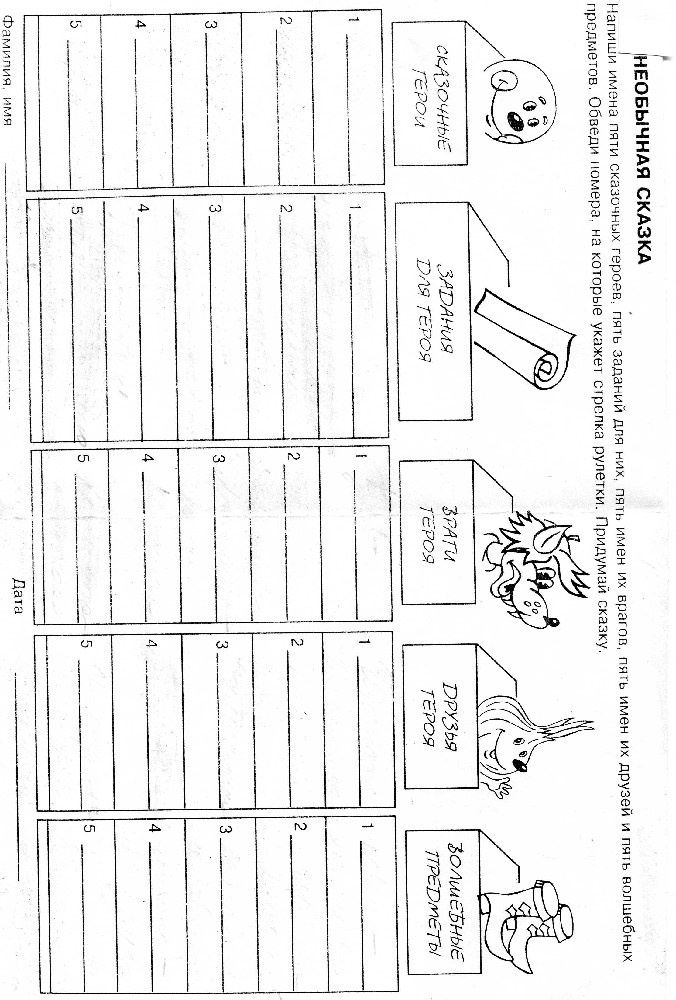 НЕОБЫЧНАЯ СКАЗКА
Напиши имена пяти сказочных героев, пять заданий для них, пять имен их врагов, пять имен их друзей и пять волшебных
предметов. Обведи номера, на которые укажет стрелка рулетки. Придумай сказку.
СКАЗОЧНЫЕ
ГЕРОИ
ЗАДАНИЯ
ДЛЯ ГЕРОЯ
ВРАГИ
ГЕРОЯ
ДРУЗЬЯ
ГЕРОЯ
ВОЛШЕБНЫЕ
ПРЕДМЕТЫ
1 1 1 1 1
2 2 2 2 2
3 3 3 3 3
4 4 4 4 4
5 5 5 5 5
Фамилия, имя Дата